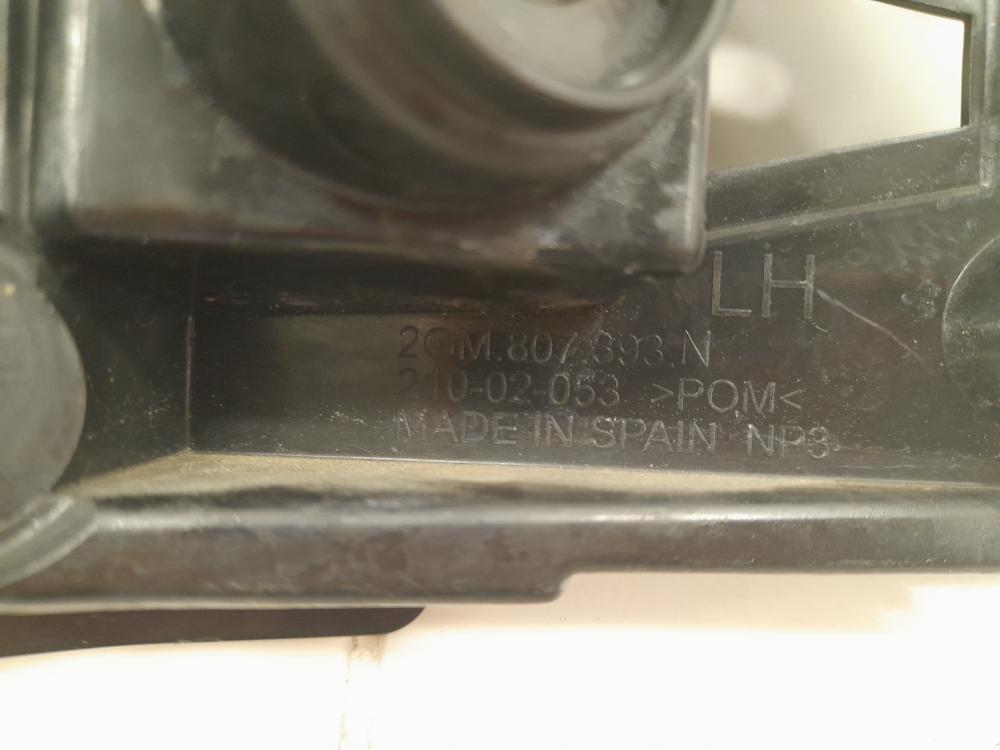 LH
2GM.807.393.N
210-02-053 >POM<
MADE IN SPAIN NP3